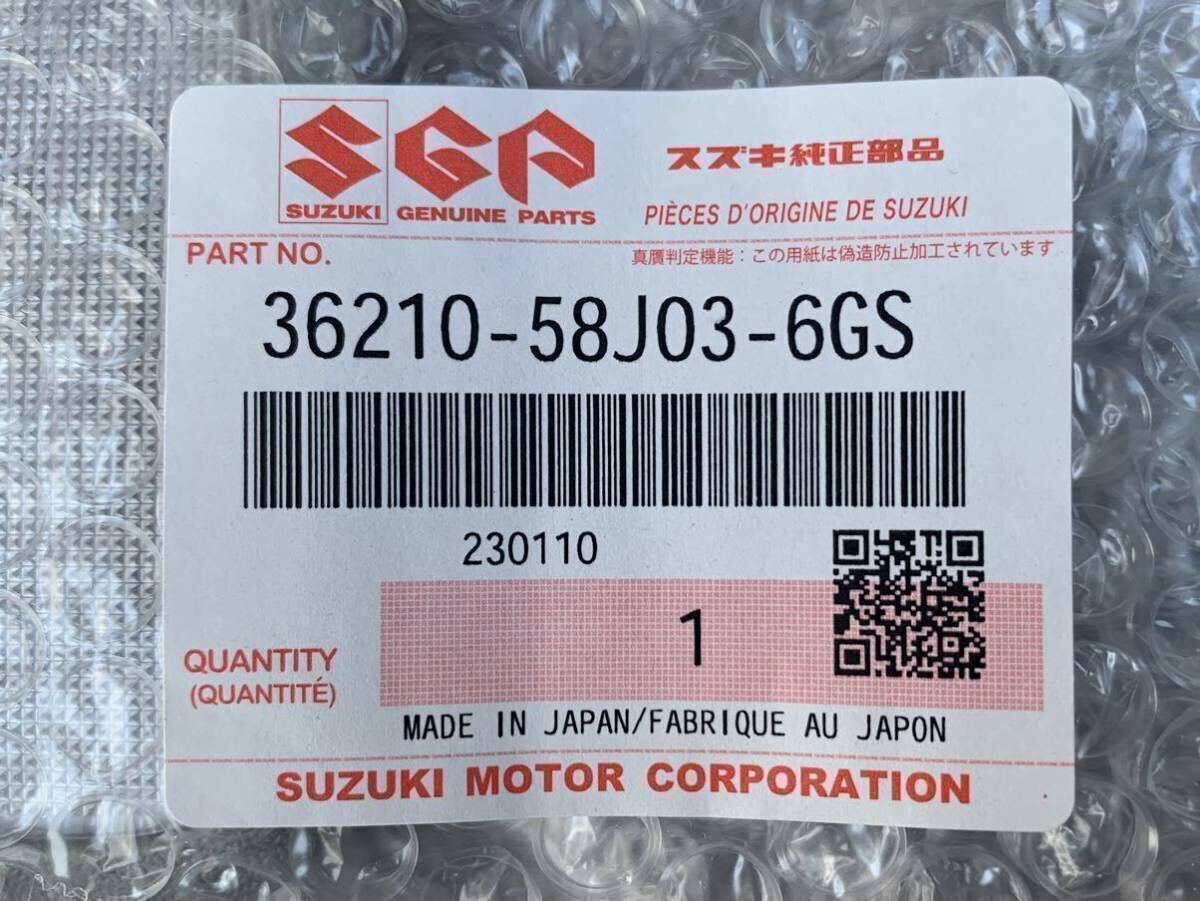 SGP
SUZUKI GENUINE PARTS
スズキ純正部品
PIÈCES D'ORIGINE DE SUZUKI
PART NO.
真贋判定機能：この用紙は偽造防止加工されています
36210-58J03-6GS
230110
1
QUANTITY
(QUANTITÉ)
MADE IN JAPAN/FABRIQUE AU JAPON
SUZUKI MOTOR CORPORATION